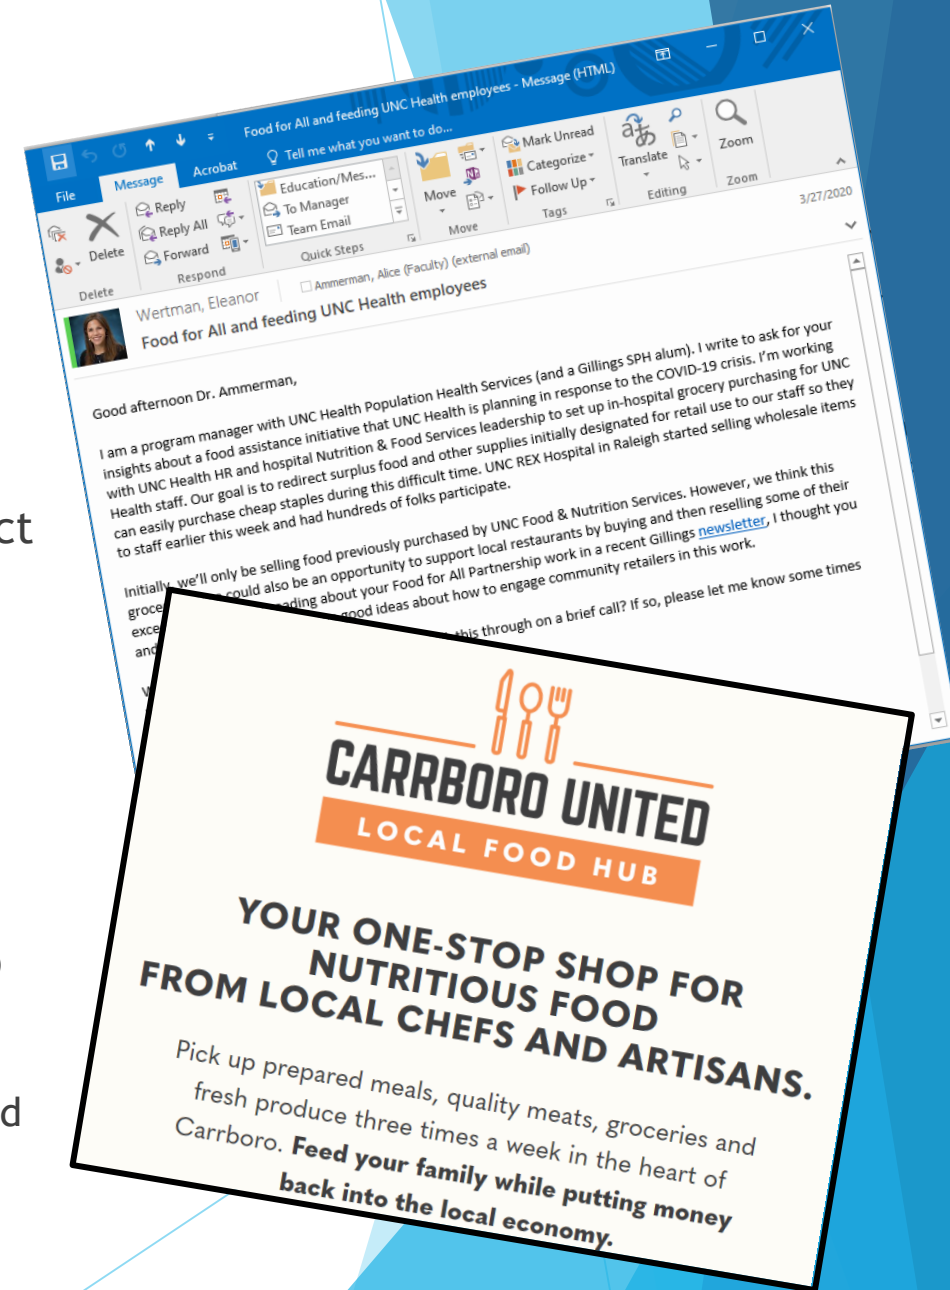 Food for All and feeding UNC Health employees - Message (HTML)
File
Message
Acrobat
Tell me what you want to do...
Delete
Reply
Reply All
Forward
Education/Mes...
To Manager
Team Email
Move
Mark Unread
Categorize
Follow Up
Translate
Zoom
Delete
Respond
Quick Steps
Move
Tags
Editing
Zoom
3/27/2020
Wertman, Eleanor
Ammerman, Alice (Faculty) (external email)
Food for All and feeding UNC Health employees
Good afternoon Dr. Ammerman,
I am a program manager with UNC Health Population Health Services (and a Gillings SPH alum). I write to ask for your
insights about a food assistance initiative that UNC Health is planning in response to the COVID-19 crisis. I'm working
with UNC Health HR and hospital Nutrition & Food Services leadership to set up in-hospital grocery purchasing for UNC
Health staff. Our goal is to redirect surplus food and other supplies initially designated for retail use to our staff so they
can easily purchase cheap staples during this difficult time. UNC REX Hospital in Raleigh started selling wholesale items
to staff earlier this week and had hundreds of folks participate.
ct
Initially, we'll only be selling food previously purchased by UNC Food & Nutrition Services. However, we think this
groce could also be an opportunity to support local restaurants by buying and then reselling some of their
exce ading about your Food for All Partnership work in a recent Gillings newsletter, I thought you
and good ideas about how to engage community retailers in this work.
this through on a brief call? If so, please let me know some times
CARRBORO UNITED
LOCAL FOOD HUB
YOUR ONE-STOP SHOP FOR
NUTRITIOUS FOOD
FROM LOCAL CHEFS AND ARTISANS.
Pick up prepared meals, quality meats, groceries and
fresh produce three times a week in the heart of
Carrboro. Feed your family while putting money
back into the local economy.
d